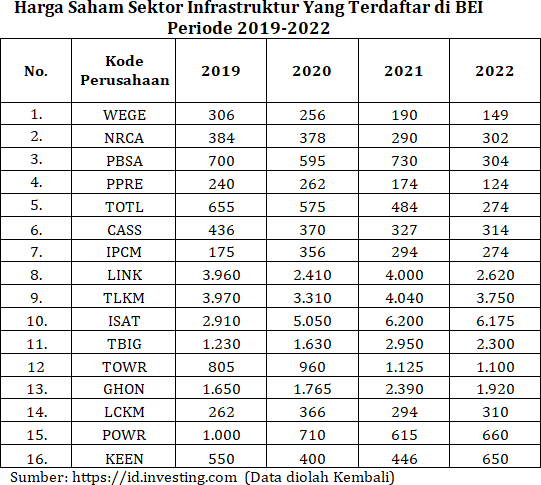 Harga Saham Sektor Infrastruktur Yang Terdaftar di BEI
Periode 2019-2022
No. Kode Perusahaan 2019 2020 2021 2022
1. WEGE 306 256 190 149
2. NRCA 384 378 290 302
3. PBSA 700 595 730 304
4. PPRE 240 262 174 124
5. TOTL 655 575 484 274
6. CASS 436 370 327 314
7. IPCM 175 356 294 274
8. LINK 3.960 2.410 4.000 2.620
9. TLKM 3.970 3.310 4.040 3.750
10. ISAT 2.910 5.050 6.200 6.175
11. TBIG 1.230 1.630 2.950 2.300
12 TOWR 805 960 1.125 1.100
13. GHON 1.650 1.765 2.390 1.920
14. LCKM 262 366 294 310
15. POWR 1.000 710 615 660
16. KEEN 550 400 446 650
Sumber: https://id.investing.com (Data diolah Kembali)